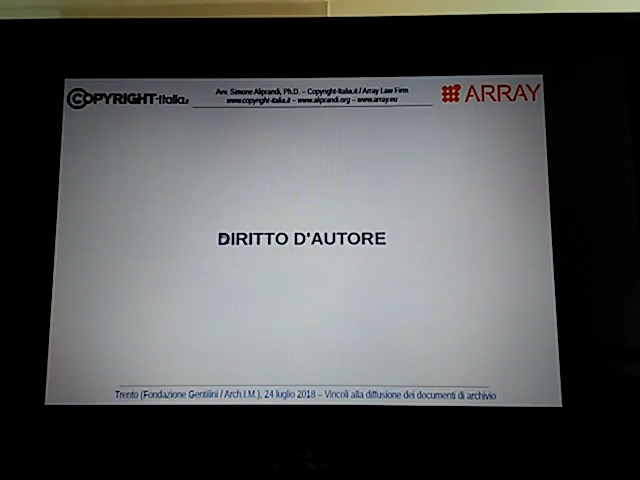 COPYRIGHT-Italia.it
Avv. Simone Aliprandi, Ph.D. – Copyright-Italia.it / Array Law Firm
www.copyright-italia.it – www.aliprandi.org – www.array.eu
ARRAY
DIRITTO D'AUTORE
Trento (Fondazione Gentilini / Arch.I.M.), 24 luglio 2018 – Vincoli alla diffusione dei documenti di archivio